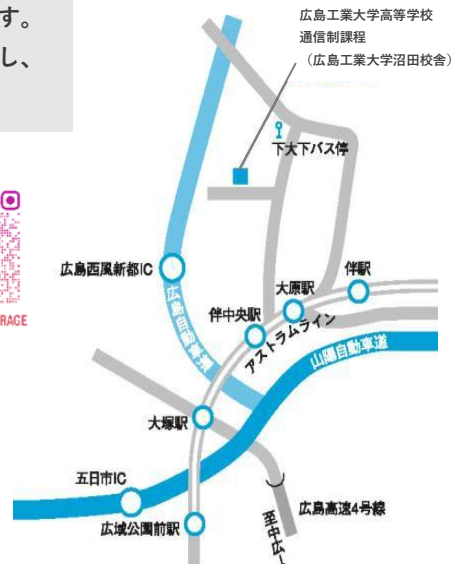 す。
し、
広島工業大学高等学校
通信制課程
（広島工業大学沼田校舎）
下大下バス停
広島西風新都IC
RAGE
広島自動車道
伴駅
大原駅
伴中央駅
アストラムライン
山陽自動車道
大塚駅
五日市IC
広島高速4号線
広域公園前駅
至中広